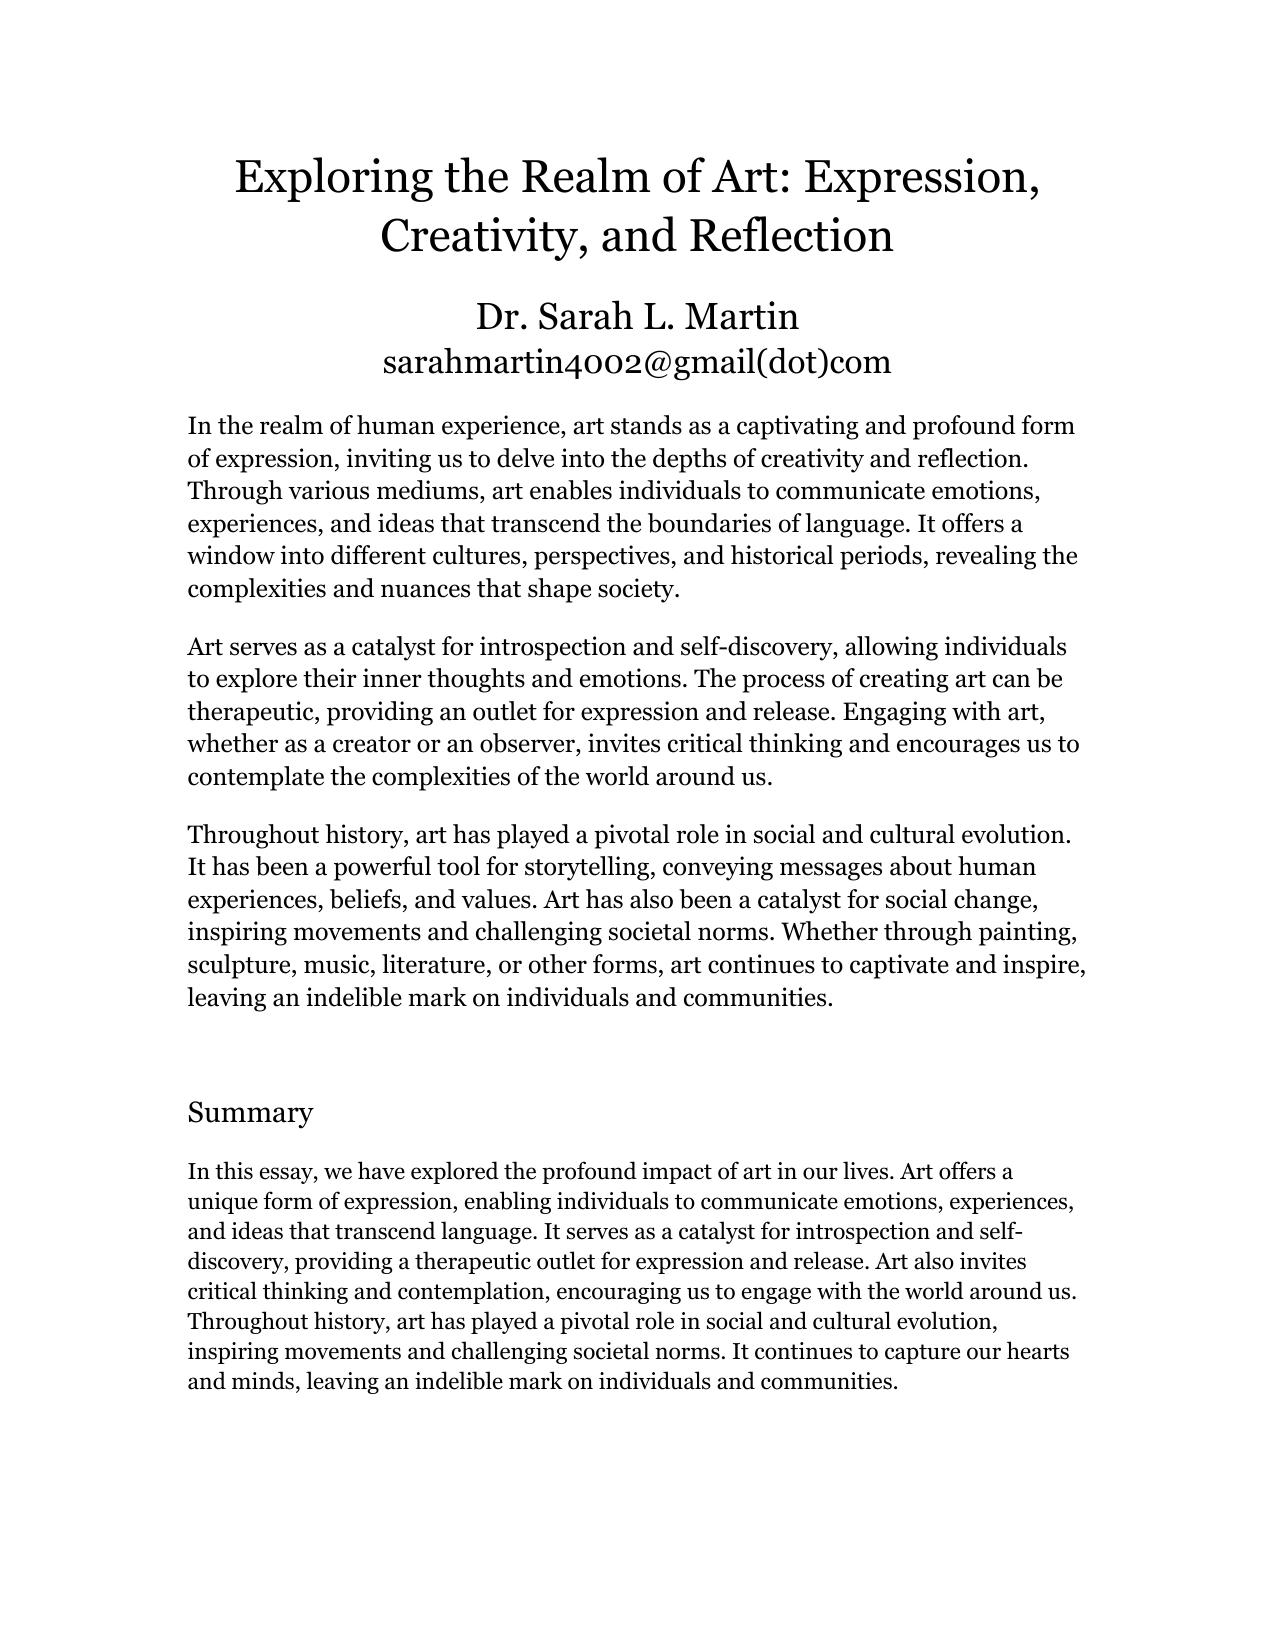 Exploring the Realm of Art: Expression,
Creativity, and Reflection
Dr. Sarah L. Martin
sarahmartin4002@gmail(dot)com
In the realm of human experience, art stands as a captivating and profound form
of expression, inviting us to delve into the depths of creativity and reflection.
Through various mediums, art enables individuals to communicate emotions,
experiences, and ideas that transcend the boundaries of language. It offers a
window into different cultures, perspectives, and historical periods, revealing the
complexities and nuances that shape society.
Art serves as a catalyst for introspection and self-discovery, allowing individuals
to explore their inner thoughts and emotions. The process of creating art can be
therapeutic, providing an outlet for expression and release. Engaging with art,
whether as a creator or an observer, invites critical thinking and encourages us to
contemplate the complexities of the world around us.
Throughout history, art has played a pivotal role in social and cultural evolution.
It has been a powerful tool for storytelling, conveying messages about human
experiences, beliefs, and values. Art has also been a catalyst for social change,
inspiring movements and challenging societal norms. Whether through painting,
sculpture, music, literature, or other forms, art continues to captivate and inspire,
leaving an indelible mark on individuals and communities.
Summary
In this essay, we have explored the profound impact of art in our lives. Art offers a
unique form of expression, enabling individuals to communicate emotions, experiences,
and ideas that transcend language. It serves as a catalyst for introspection and self-
discovery, providing a therapeutic outlet for expression and release. Art also invites
critical thinking and contemplation, encouraging us to engage with the world around us.
Throughout history, art has played a pivotal role in social and cultural evolution,
inspiring movements and challenging societal norms. It continues to capture our hearts
and minds, leaving an indelible mark on individuals and communities.